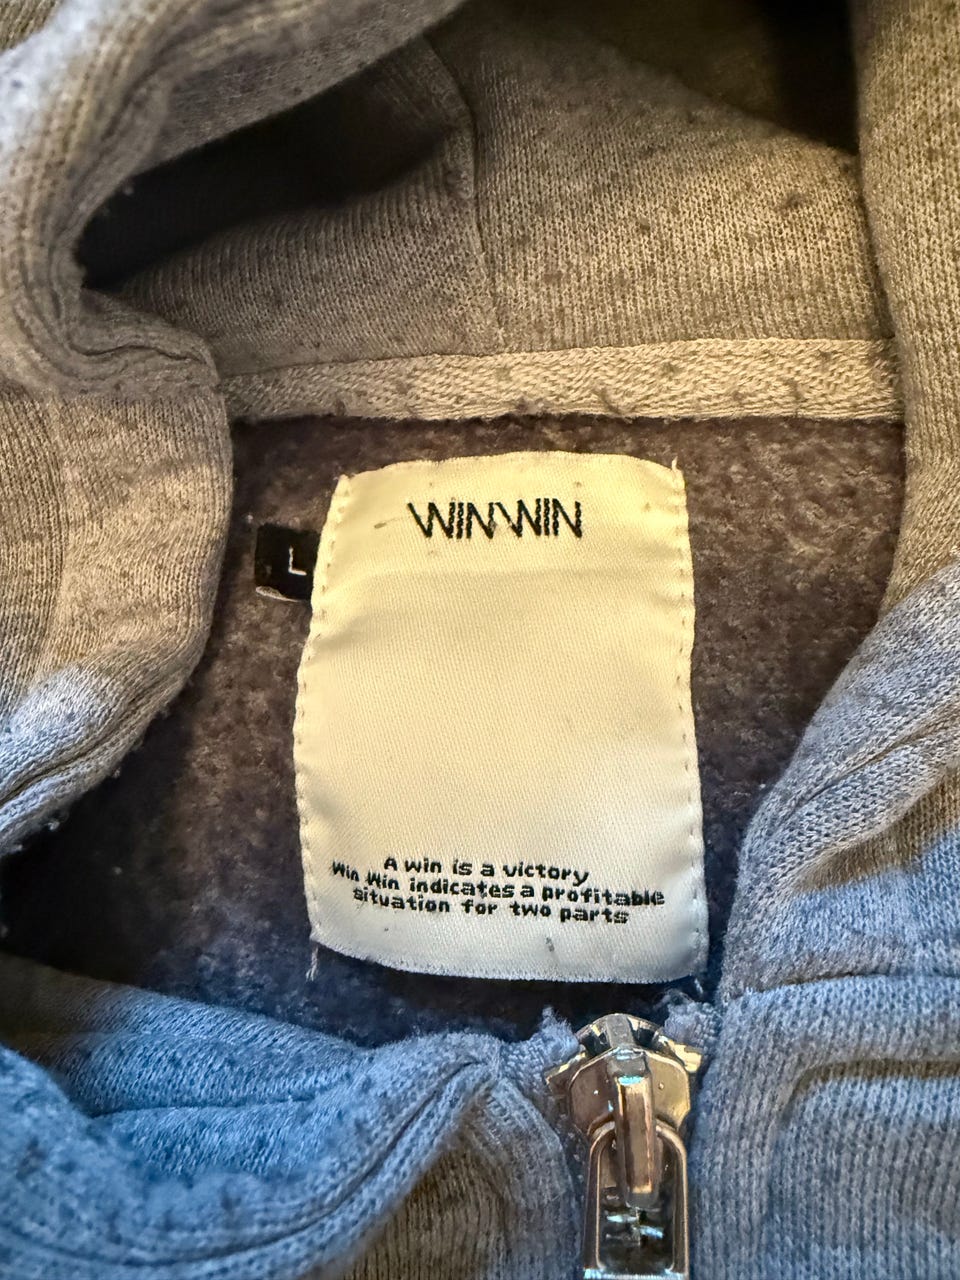 WINWIN
L
A win is a victory
Win Win indicates a profitable
situation for two parts